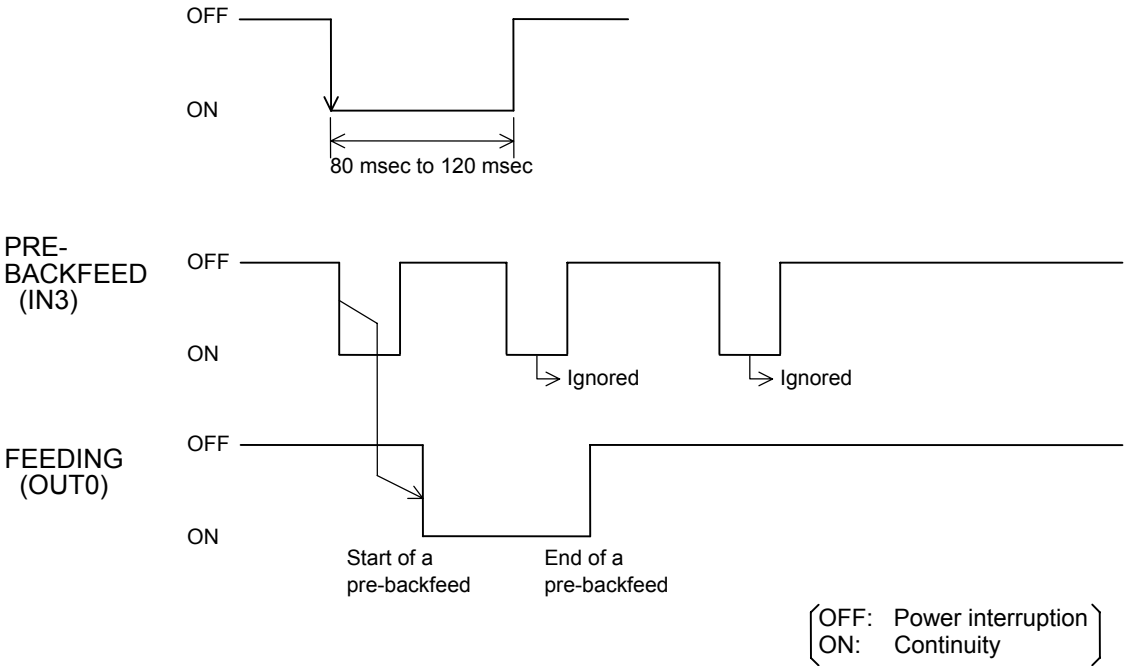 OFF
ON
80 msec to 120 msec
PRE-
BACKFEED
(IN3)
OFF
ON
Ignored
Ignored
FEEDING
(OUT0)
OFF
ON
Start of a
pre-backfeed
End of a
pre-backfeed
OFF: Power interruption
ON: Continuity